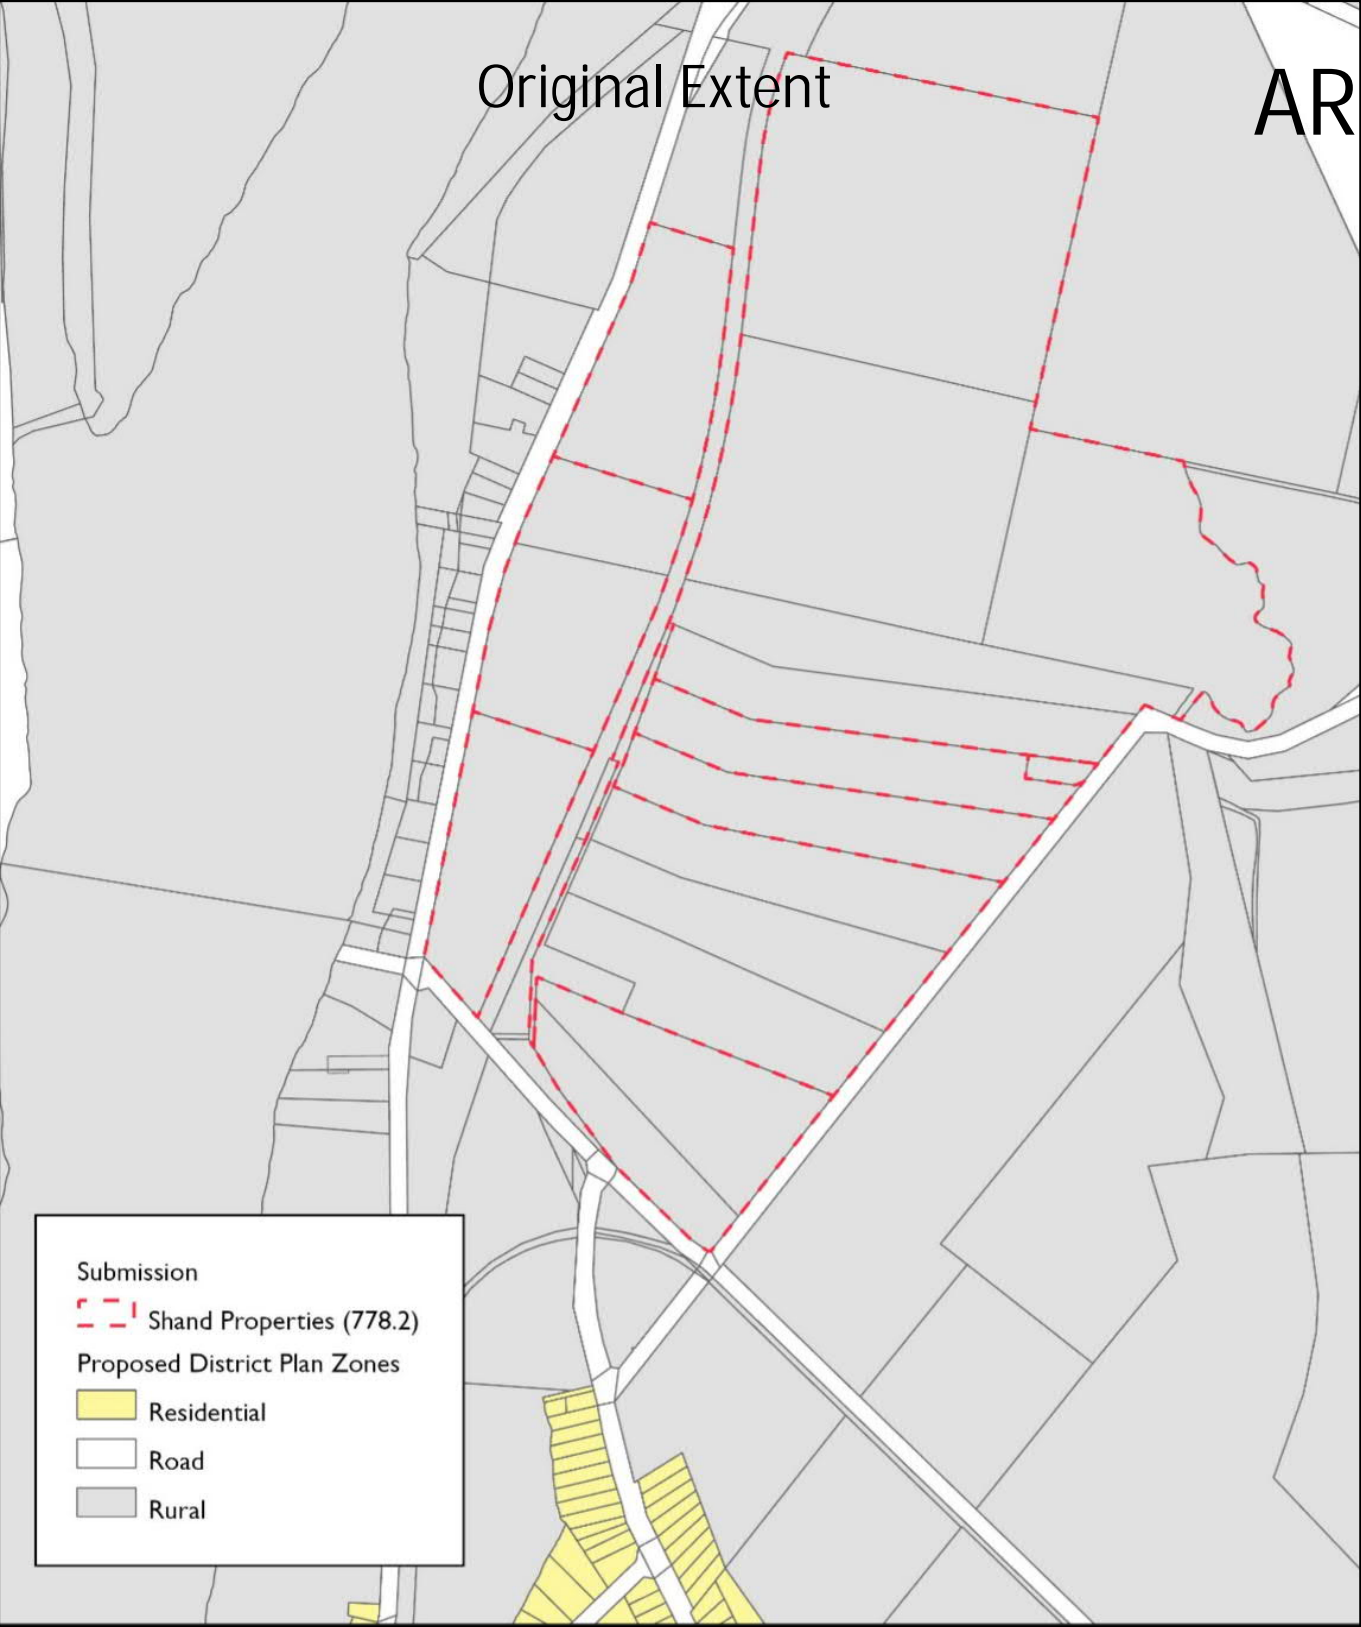 Original Extent
AR
Submission
Shand Properties (778.2)
Proposed District Plan Zones
Residential
Road
Rural